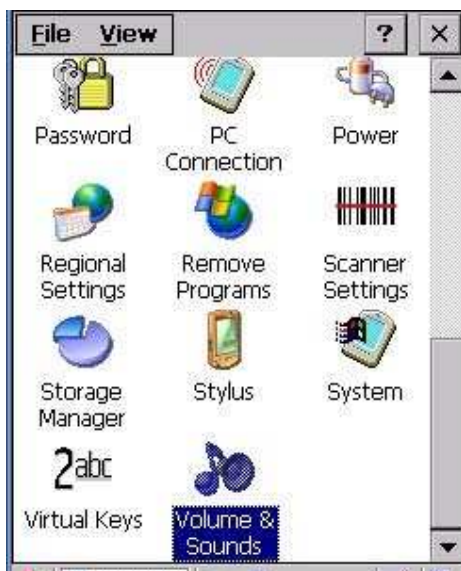 File View ? ×
Password PC Connection Power
Regional Settings Remove Programs Scanner Settings
Storage Manager Stylus System
2abc
Virtual Keys Volume & Sounds